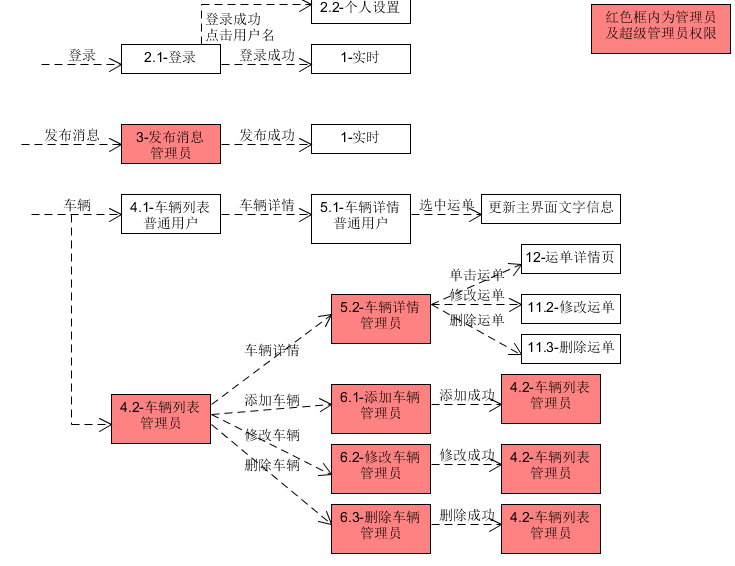 2.2-个人设置
登录成功
点击用户名
红色框内为管理员
及超级管理员权限
登录
2.1-登录
登录成功
1-实时
发布消息
3-发布消息
管理员
发布成功
1-实时
车辆
4.1-车辆列表
普通用户
车辆详情
5.1-车辆详情
普通用户
选中运单
更新主界面文字信息
12-运单详情页
单击运单
5.2-车辆详情
管理员
修改运单
11.2-修改运单
删除运单
11.3-删除运单
车辆详情
4.2-车辆列表
管理员
添加车辆
6.1-添加车辆
管理员
添加成功
4.2-车辆列表
管理员
修改车辆
6.2-修改车辆
管理员
修改成功
4.2-车辆列表
管理员
删除车辆
6.3-删除车辆
管理员
删除成功
4.2-车辆列表
管理员